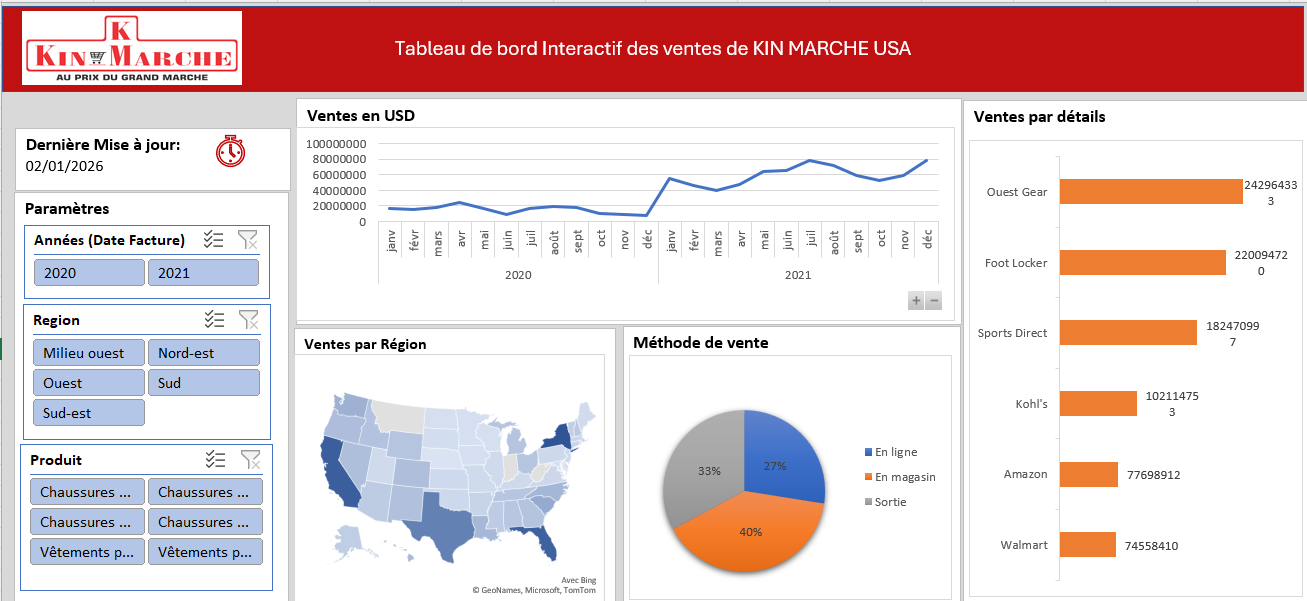 K
KIN MARCHE
AU PRIX DU GRAND MARCHE
Tableau de bord Interactif des ventes de KIN MARCHE USA
Dernière Mise à jour:
02/01/2026
Paramètres
Années (Date Facture)
2020 2021
Region
Milieu ouest Nord-est
Ouest Sud
Sud-est
Produit
Chaussures ... Chaussures ...
Chaussures ... Chaussures ...
Vêtements p... Vêtements p...
Ventes en USD
100000000
80000000
60000000
40000000
20000000
0
janv févr mars avr mai juin juil août sept oct nov déc janv févr mars avr mai juin juil août sept oct nov déc
2020 2021
+ −
Ventes par Région
Avec Bing
© GeoNames, Microsoft, TomTom
Méthode de vente
33% 27%
40%
En ligne
En magasin
Sortie
Ventes par détails
Ouest Gear 24296433
3
Foot Locker 22009472
0
Sports Direct 18247099
7
Kohl's 10211475
3
Amazon 77698912
Walmart 74558410